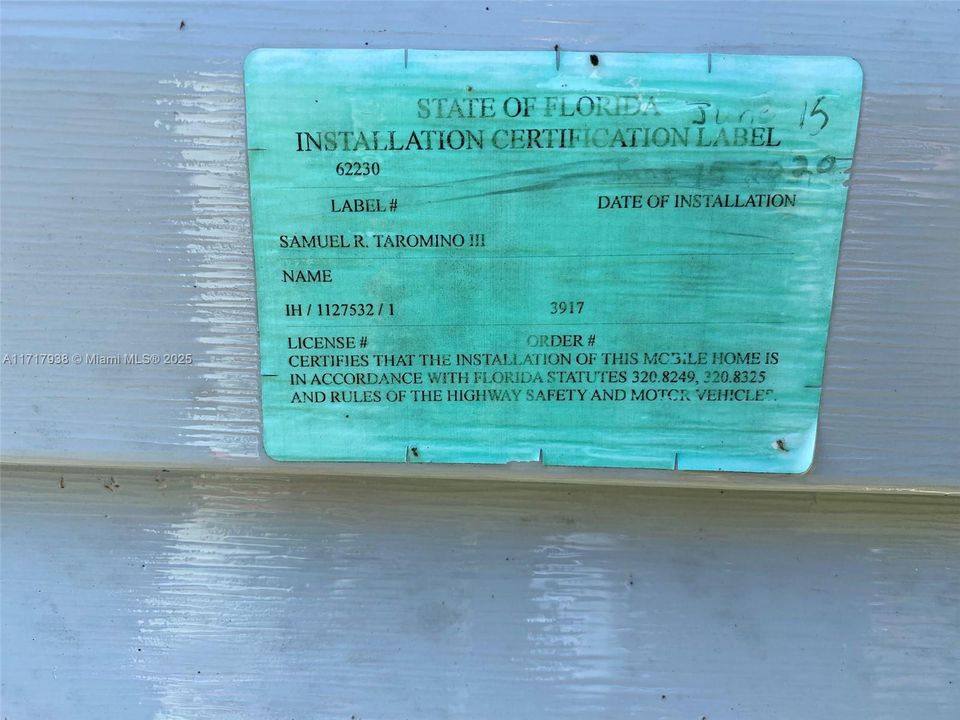 STATE OF FLORIDA June 15
INSTALLATION CERTIFICATION LABEL
62230
LABEL # DATE OF INSTALLATION
SAMUEL R. TAROMINO III
NAME
IH / 1127532 / 1 3917
LICENSE # ORDER #
CERTIFIES THAT THE INSTALLATION OF THIS MOBILE HOME IS
IN ACCORDANCE WITH FLORIDA STATUTES 320.8249, 320.8325
AND RULES OF THE HIGHWAY SAFETY AND MOTOR VEHICLES.
A11717938 © Miami MLS® 2025